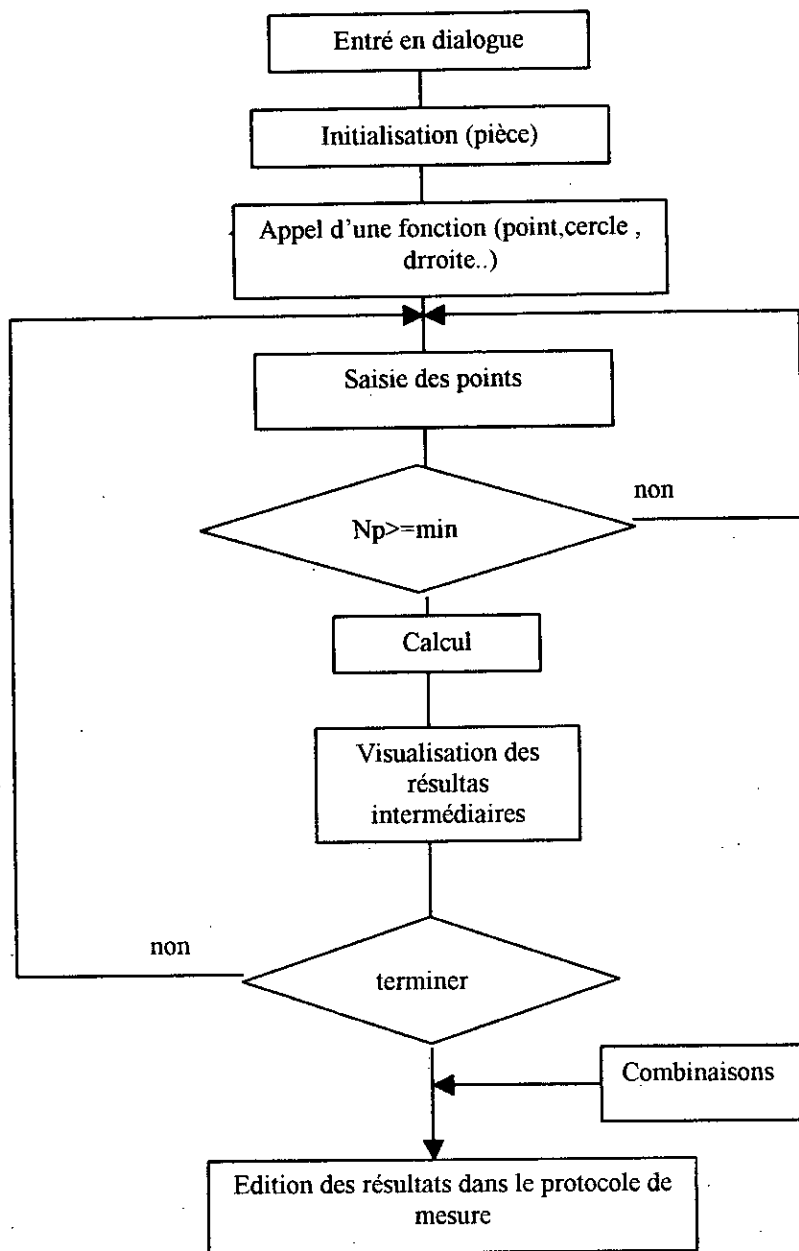 Entré en dialogue
Initialisation (pièce)
Appel d'une fonction (point,cercle ,
drroite..)
Saisie des points
non
Np>=min
Calcul
Visualisation des
résultas
intermédiaires
non
terminer
Combinaisons
Edition des résultats dans le protocole de
mesure